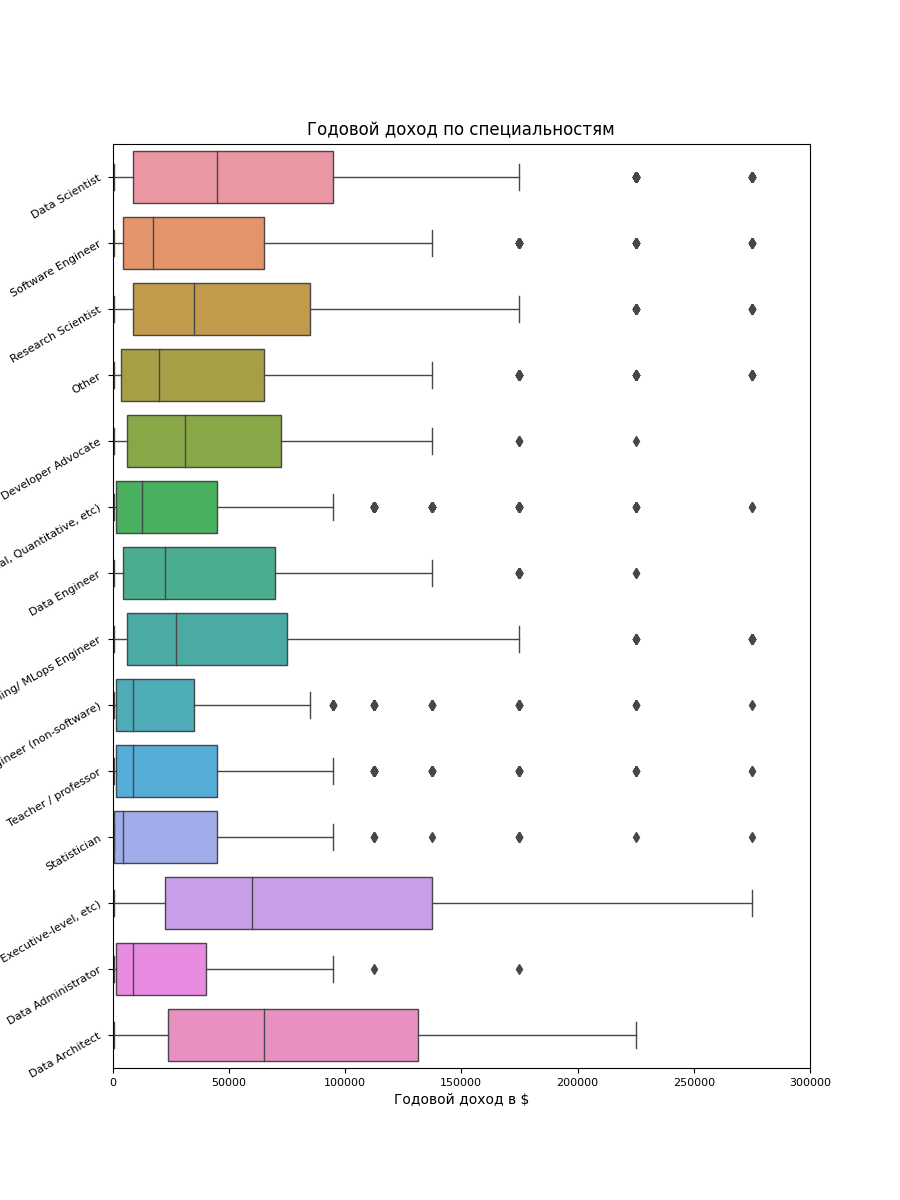 Годовой доход по специальностям
Data Scientist
Software Engineer
Research Scientist
Other
Developer Advocate
al, Quantitative, etc)
Data Engineer
ning/ MLops Engineer
gineer (non-software)
Teacher / professor
Statistician
Executive-level, etc)
Data Administrator
Data Architect
0 50000 100000 150000 200000 250000 300000
Годовой доход в $